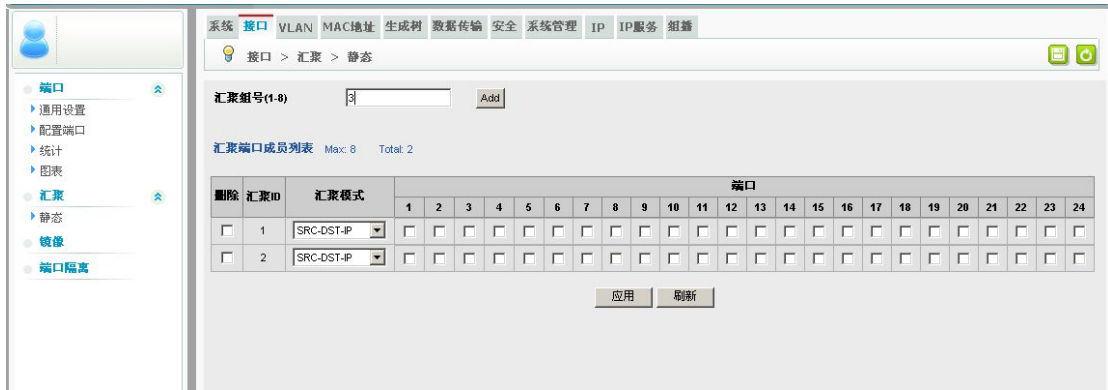 系统 接口 VLAN MAC地址 生成树 数据传输 安全 系统管理 IP IP服务 组播
接口 > 汇聚 > 静态
端口
通用设置
配置端口
统计
图表
汇聚
静态
镜像
端口隔离
汇聚组号(1-8) 3 Add
汇聚端口成员列表 Max: 8 Total: 2
删除 汇聚ID 汇聚模式 端口
1 2 3 4 5 6 7 8 9 10 11 12 13 14 15 16 17 18 19 20 21 22 23 24
1 SRC-DST-IP
2 SRC-DST-IP
应用 刷新